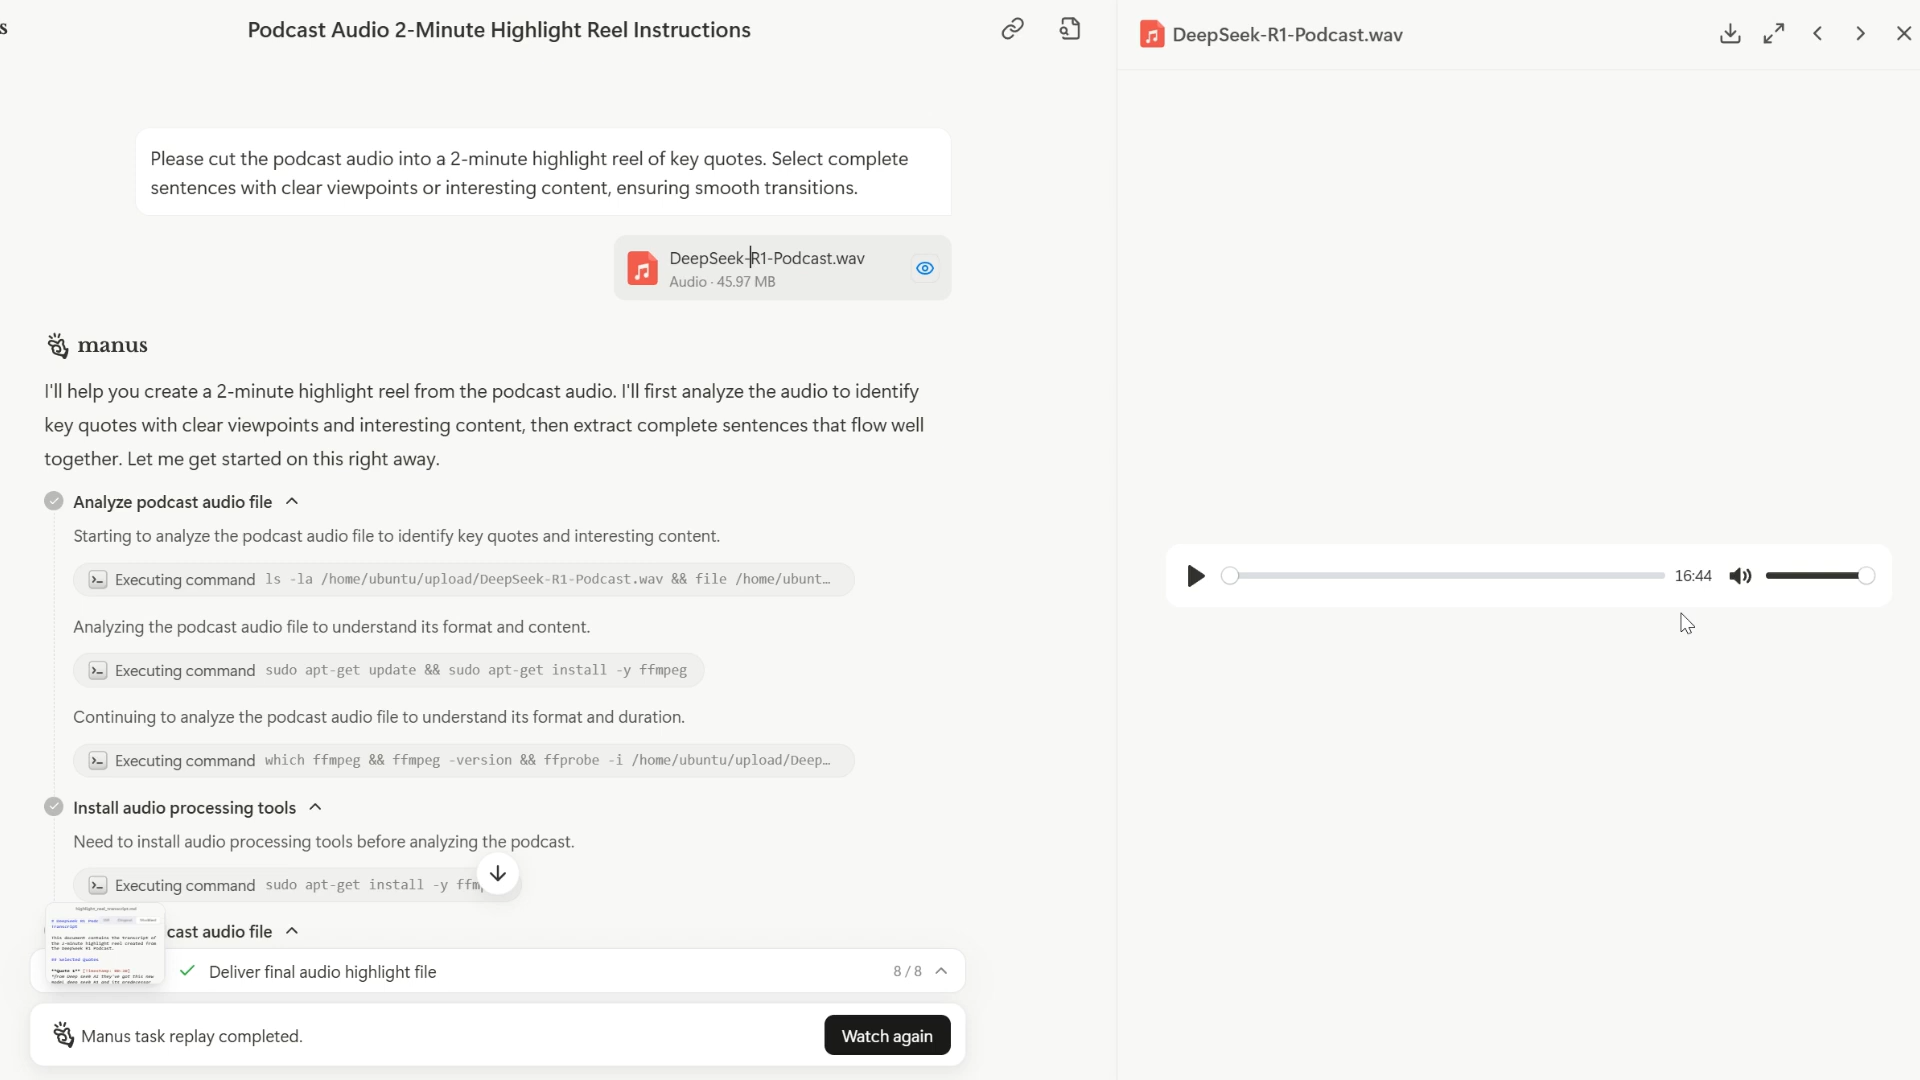 s
Podcast Audio 2-Minute Highlight Reel Instructions
DeepSeek-R1-Podcast.wav
Please cut the podcast audio into a 2-minute highlight reel of key quotes. Select complete
sentences with clear viewpoints or interesting content, ensuring smooth transitions.
DeepSeek-R1-Podcast.wav
Audio · 45.97 MB
manus
I'll help you create a 2-minute highlight reel from the podcast audio. I'll first analyze the audio to identify
key quotes with clear viewpoints and interesting content, then extract complete sentences that flow well
together. Let me get started on this right away.
Analyze podcast audio file
Starting to analyze the podcast audio file to identify key quotes and interesting content.
Executing command ls -la /home/ubuntu/upload/DeepSeek-R1-Podcast.wav && file /home/ubunt...
16:44
Analyzing the podcast audio file to understand its format and content.
Executing command sudo apt-get update && sudo apt-get install -y ffmpeg
Continuing to analyze the podcast audio file to understand its format and duration.
Executing command which ffmpeg && ffmpeg -version && ffprobe -i /home/ubuntu/upload/Deep...
Install audio processing tools
Need to install audio processing tools before analyzing the podcast.
Executing command sudo apt-get install -y ffm
cast audio file
Deliver final audio highlight file
8 / 8
Manus task replay completed.
Watch again